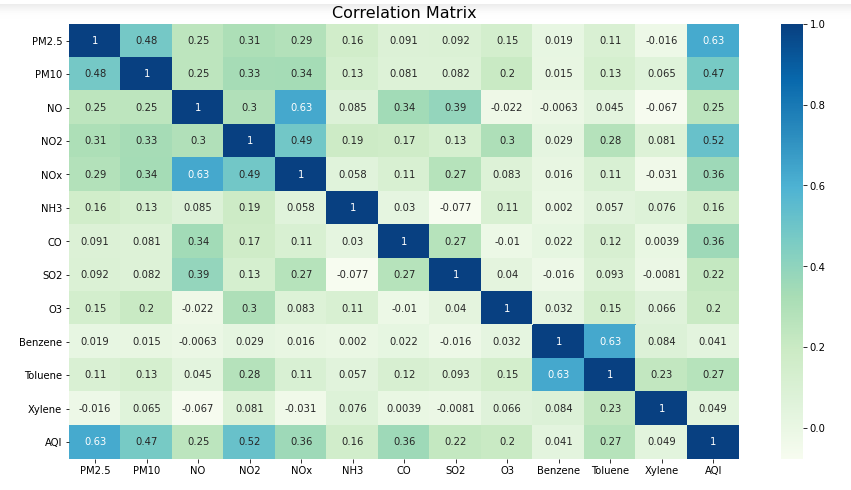 Correlation Matrix
PM2.5 1 0.48 0.25 0.31 0.29 0.16 0.091 0.092 0.15 0.019 0.11 -0.016 0.63
PM10 0.48 1 0.25 0.33 0.34 0.13 0.081 0.082 0.2 0.015 0.13 0.065 0.47
NO 0.25 0.25 1 0.3 0.63 0.085 0.34 0.39 -0.022 -0.0063 0.045 -0.067 0.25
NO2 0.31 0.33 0.3 1 0.49 0.19 0.17 0.13 0.3 0.029 0.28 0.081 0.52
NOx 0.29 0.34 0.63 0.49 1 0.058 0.11 0.27 0.083 0.016 0.11 -0.031 0.36
NH3 0.16 0.13 0.085 0.19 0.058 1 0.03 -0.077 0.11 0.002 0.057 0.076 0.16
CO 0.091 0.081 0.34 0.17 0.11 0.03 1 0.27 -0.01 0.022 0.12 0.0039 0.36
SO2 0.092 0.082 0.39 0.13 0.27 -0.077 0.27 1 0.04 -0.016 0.093 -0.0081 0.22
O3 0.15 0.2 -0.022 0.3 0.083 0.11 -0.01 0.04 1 0.032 0.15 0.066 0.2
Benzene 0.019 0.015 -0.0063 0.029 0.016 0.002 0.022 -0.016 0.032 1 0.63 0.084 0.041
Toluene 0.11 0.13 0.045 0.28 0.11 0.057 0.12 0.093 0.15 0.63 1 0.23 0.27
Xylene -0.016 0.065 -0.067 0.081 -0.031 0.076 0.0039 -0.0081 0.066 0.084 0.23 1 0.049
AQI 0.63 0.47 0.25 0.52 0.36 0.16 0.36 0.22 0.2 0.041 0.27 0.049 1
PM2.5 PM10 NO NO2 NOx NH3 CO SO2 O3 Benzene Toluene Xylene AQI
1.0
0.8
0.6
0.4
0.2
0.0